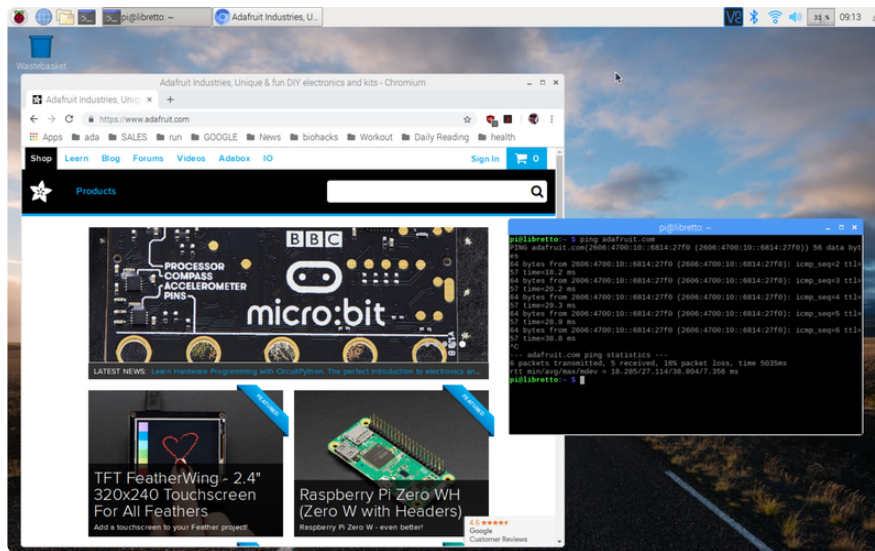 pi@libretto: ~
Adafruit Industries, U...
31 %
09:13
Wastebasket
Adafruit Industries, Unique & fun DIY electronics and kits - Chromium
Adafruit Industries, Uniq
https://www.adafruit.com
Apps ada SALES run GOOGLE News biohacks Workout Daily Reading health
Shop Learn Blog Forums Videos Adabox IO Sign In 0
Products
BBC
PROCESSOR
COMPASS
ACCELEROMETER
PINS
micro:bit
LATEST NEWS: Learn Hardware Programming with CircuitPython: The perfect introduction to electronics an...
FEATURED
TFT FeatherWing - 2.4"
320x240 Touchscreen
For All Feathers
Add a touchscreen to your Feather project!
FEATURED
Raspberry Pi Zero WH
(Zero W with Headers)
Raspberry Pi Zero W - even better!
4.6
Google
Customer Reviews
pi@libretto: ~
pi@libretto:~ $ ping adafruit.com
PING adafruit.com(2606:4700:10::6814:27f0 (2606:4700:10::6814:27f0)) 56 data byt
es
64 bytes from 2606:4700:10::6814:27f0 (2606:4700:10::6814:27f0): icmp_seq=2 ttl=
57 time=18.2 ms
64 bytes from 2606:4700:10::6814:27f0 (2606:4700:10::6814:27f0): icmp_seq=3 ttl=
57 time=20.2 ms
64 bytes from 2606:4700:10::6814:27f0 (2606:4700:10::6814:27f0): icmp_seq=4 ttl=
57 time=29.3 ms
64 bytes from 2606:4700:10::6814:27f0 (2606:4700:10::6814:27f0): icmp_seq=5 ttl=
57 time=28.9 ms
64 bytes from 2606:4700:10::6814:27f0 (2606:4700:10::6814:27f0): icmp_seq=6 ttl=
57 time=38.8 ms
^C
--- adafruit.com ping statistics ---
6 packets transmitted, 5 received, 16% packet loss, time 5035ms
rtt min/avg/max/mdev = 18.285/27.114/38.804/7.356 ms
pi@libretto:~ $